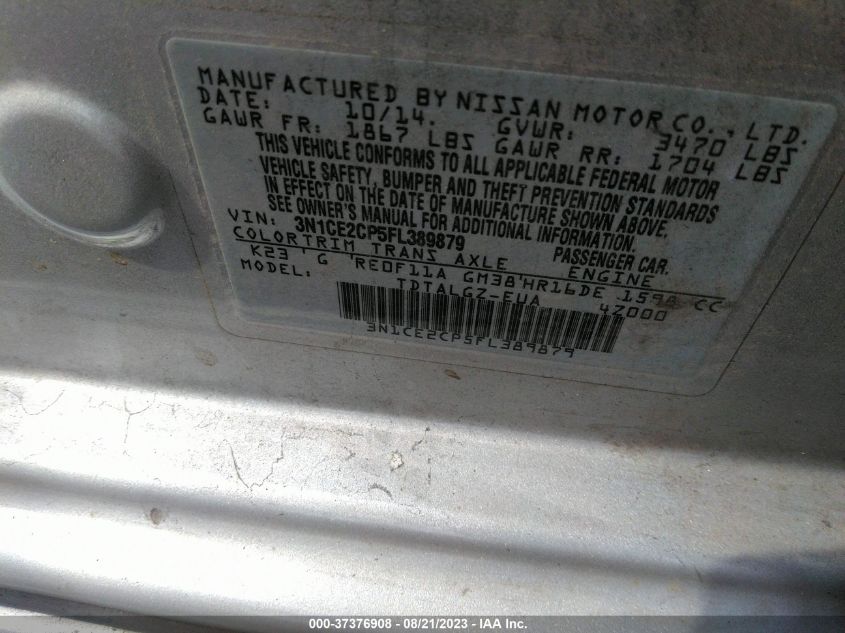 MANUFACTURED BY NISSAN MOTOR CO., LTD.
DATE: 10/14. GVWR: 3470 LBS
GAWR FR: 1867 LBS GAWR RR: 1704 LBS
THIS VEHICLE CONFORMS TO ALL APPLICABLE FEDERAL MOTOR
VEHICLE SAFETY, BUMPER AND THEFT PREVENTION STANDARDS
IN EFFECT ON THE DATE OF MANUFACTURE SHOWN ABOVE.
SEE OWNER'S MANUAL FOR ADDITIONAL INFORMATION.
VIN: 3N1CE2CP5FL389879 PASSENGER CAR.
COLOR TRIM TRANS AXLE ENGINE
K23 'G 'RE0F11A GM38'HR16DE 1598 CC
MODEL: TDTALGZ-EUA 4Z000
3N1CE2CP5FL389879
000-37376908 - 08/21/2023 - IAA Inc.